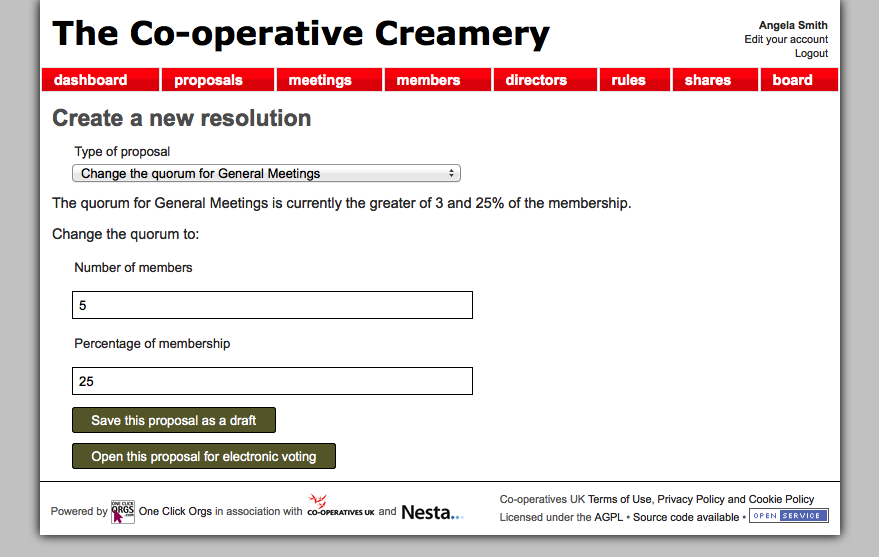 The Co-operative Creamery
Angela Smith
Edit your account
Logout
dashboard proposals meetings members directors rules shares board
Create a new resolution
Type of proposal
Change the quorum for General Meetings
The quorum for General Meetings is currently the greater of 3 and 25% of the membership.
Change the quorum to:
Number of members
5
Percentage of membership
25
Save this proposal as a draft
Open this proposal for electronic voting
Powered by ONE CLICK ORGS .com One Click Orgs in association with CO-OPERATIVES UK and Nesta...
Co-operatives UK Terms of Use, Privacy Policy and Cookie Policy
Licensed under the AGPL • Source code available • OPEN SERVICE